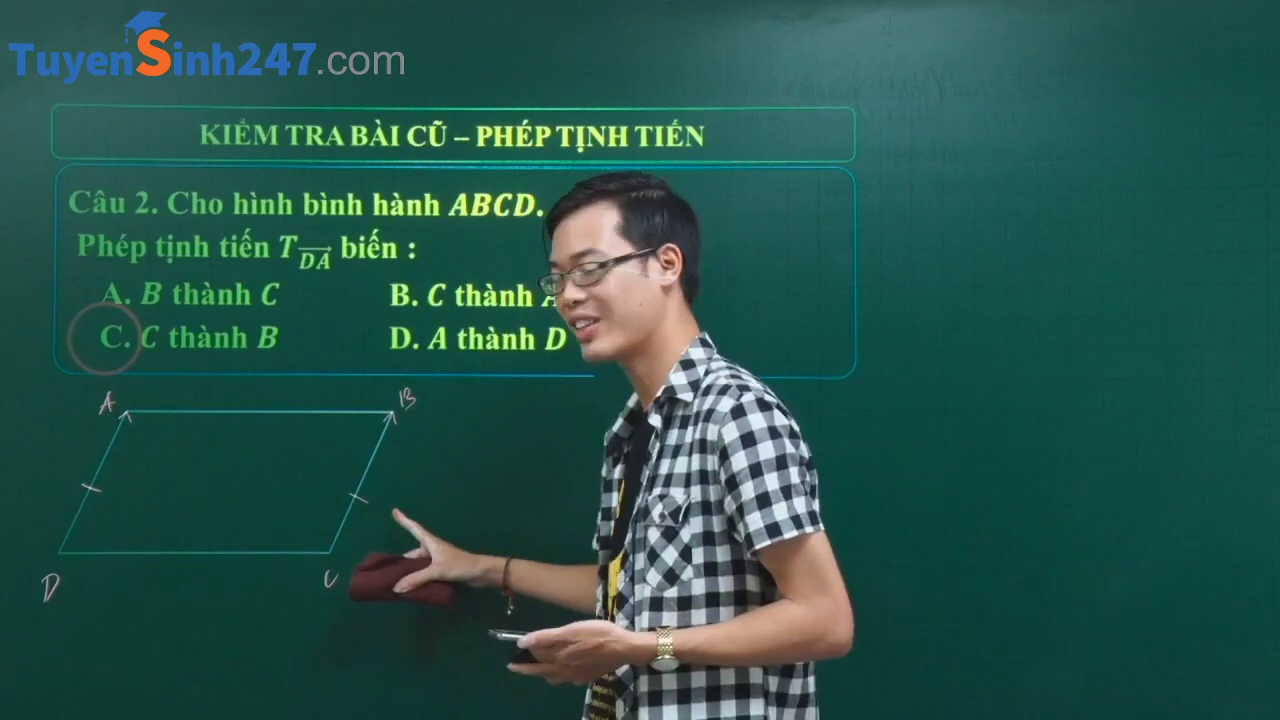 TuyenSinh247.com
KIỂM TRA BÀI CŨ – PHÉP TỊNH TIẾN
Câu 2. Cho hình bình hành ABCD.
Phép tịnh tiến T DA biến :
A. B thành C B. C thành A
C. C thành B D. A thành D
A B
D C